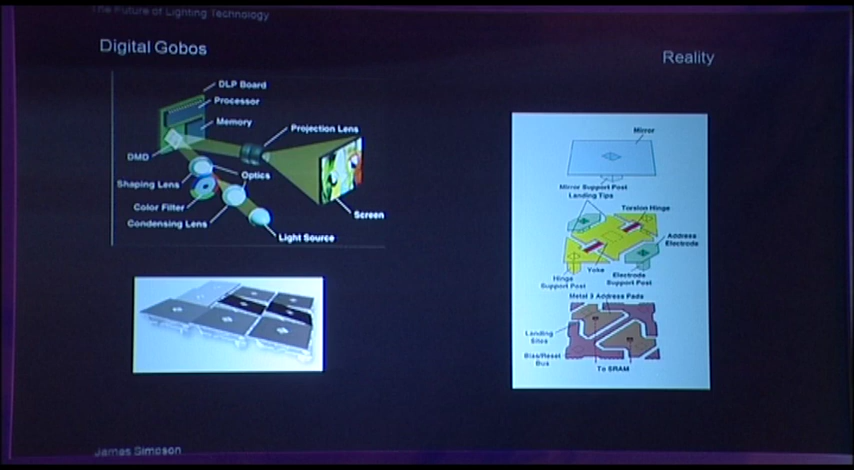 The Future of Lighting Technology
Digital Gobos
Reality
DLP Board
Processor
Memory
Projection Lens
DMD
Optics
Shaping Lens
Color Filter
Condensing Lens
Screen
Light Source
Mirror
Mirror Support Post
Landing Tips
Torsion Hinge
Address
Electrode
Yoke
Hinge
Support Post
Electrode
Support Post
Metal 3 Address Pads
Landing
Sites
Bias/Reset
Bus
To SRAM
James Simpson